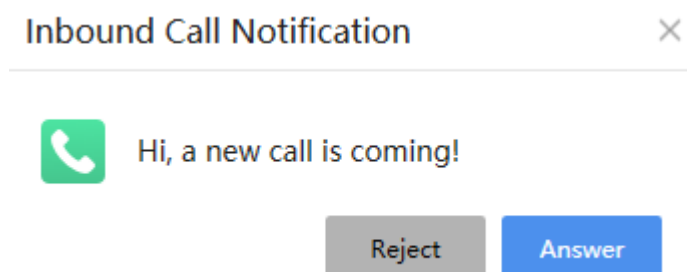 Inbound Call Notification
Hi, a new call is coming!
Reject Answer